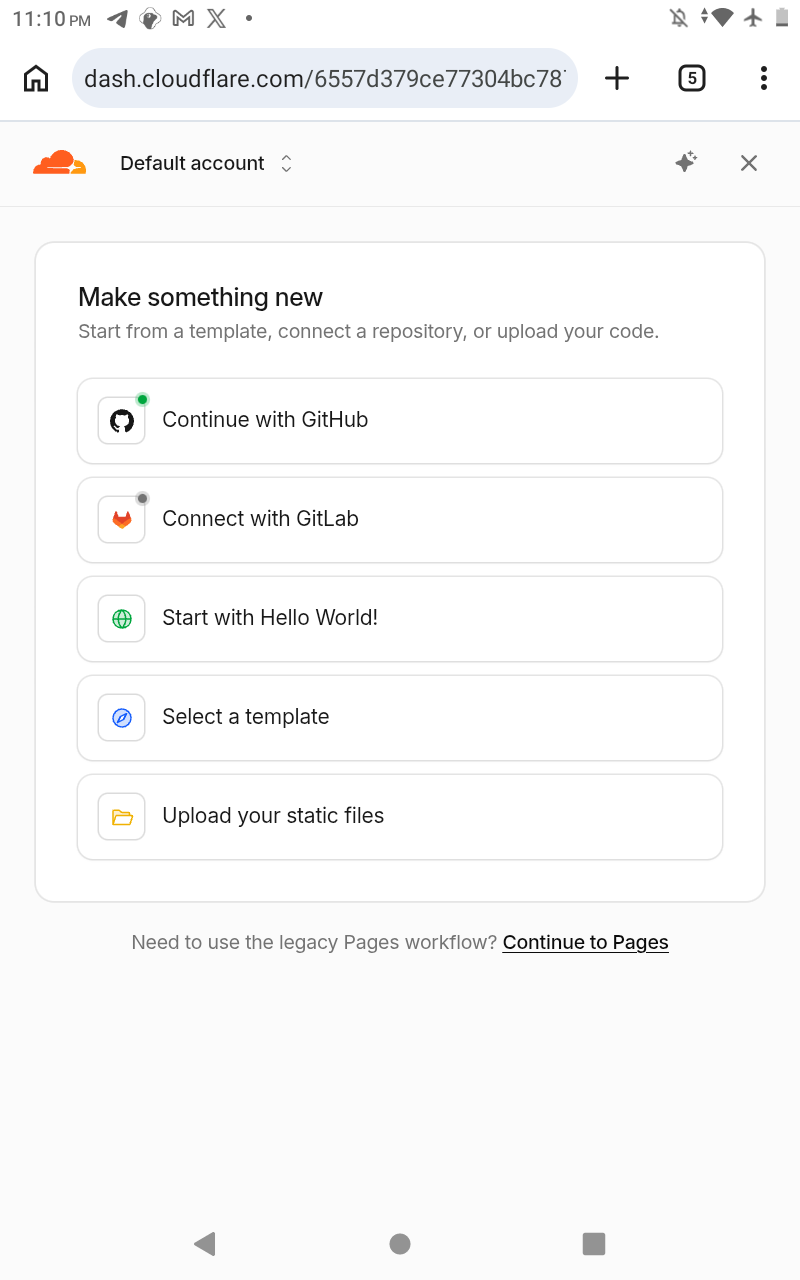 11:10 PM
dash.cloudflare.com/6557d379ce77304bc78
5
Default account
Make something new
Start from a template, connect a repository, or upload your code.
Continue with GitHub
Connect with GitLab
Start with Hello World!
Select a template
Upload your static files
Need to use the legacy Pages workflow? Continue to Pages